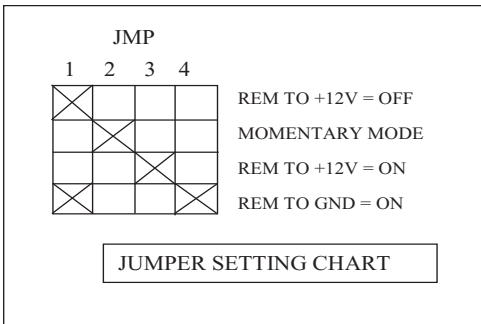 JMP
1 2 3 4
REM TO +12V = OFF
MOMENTARY MODE
REM TO +12V = ON
REM TO GND = ON
JUMPER SETTING CHART